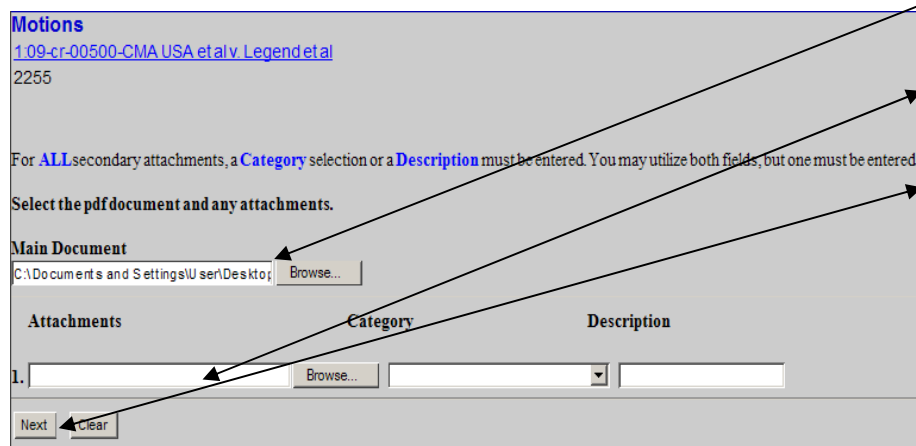 Motions
1:09-cr-00500-CMA USA et al v. Legend et al
2255
For ALL secondary attachments, a Category selection or a Description must be entered. You may utilize both fields, but one must be entered.
Select the pdf document and any attachments.
Main Document
C:\Documents and Settings\User\Desktop Browse...
Attachments Category Description
1. Browse...
Next Clear